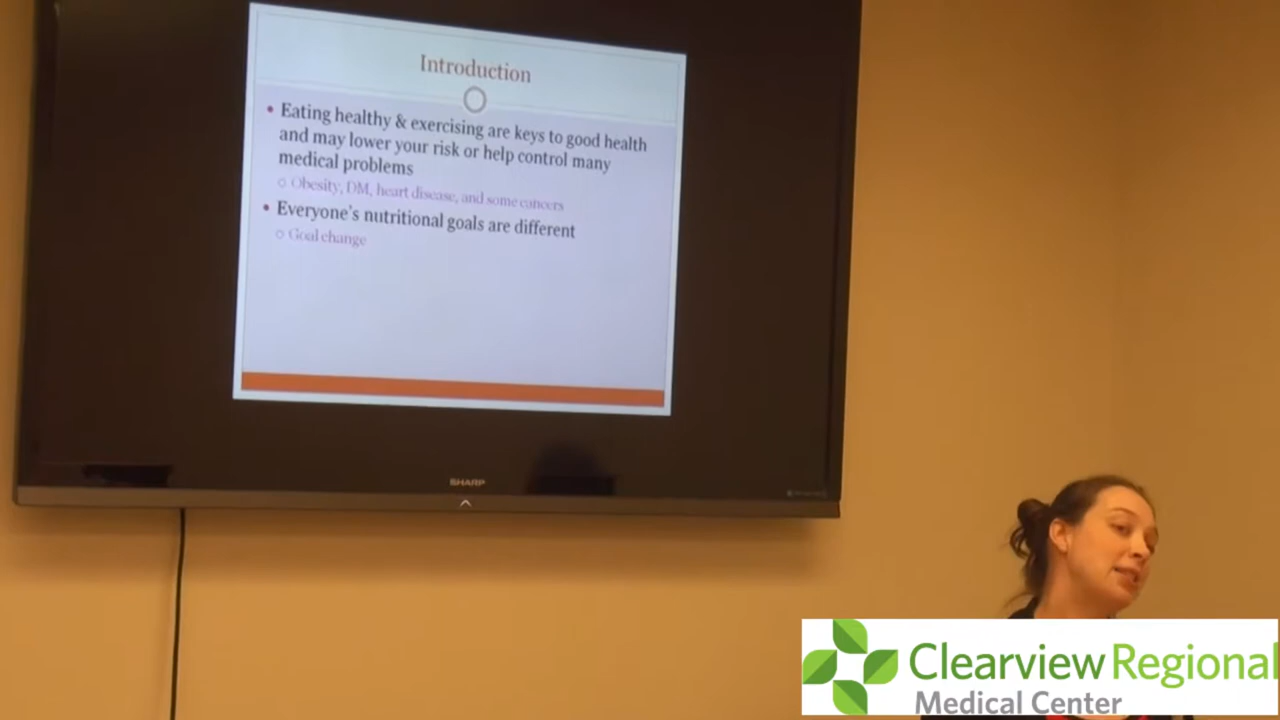 Introduction
• Eating healthy & exercising are keys to good health
and may lower your risk or help control many
medical problems
○ Obesity, DM, heart disease, and some cancers
• Everyone's nutritional goals are different
○ Goal change
SHARP
Clearview Regional
Medical Center